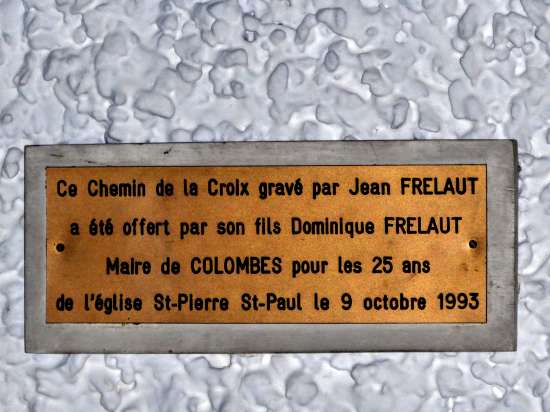 Ce Chemin de la Croix gravé par Jean FRELAUT
a été offert par son fils Dominique FRELAUT
Maire de COLOMBES pour les 25 ans
de l'église St-Pierre St-Paul le 9 octobre 1993